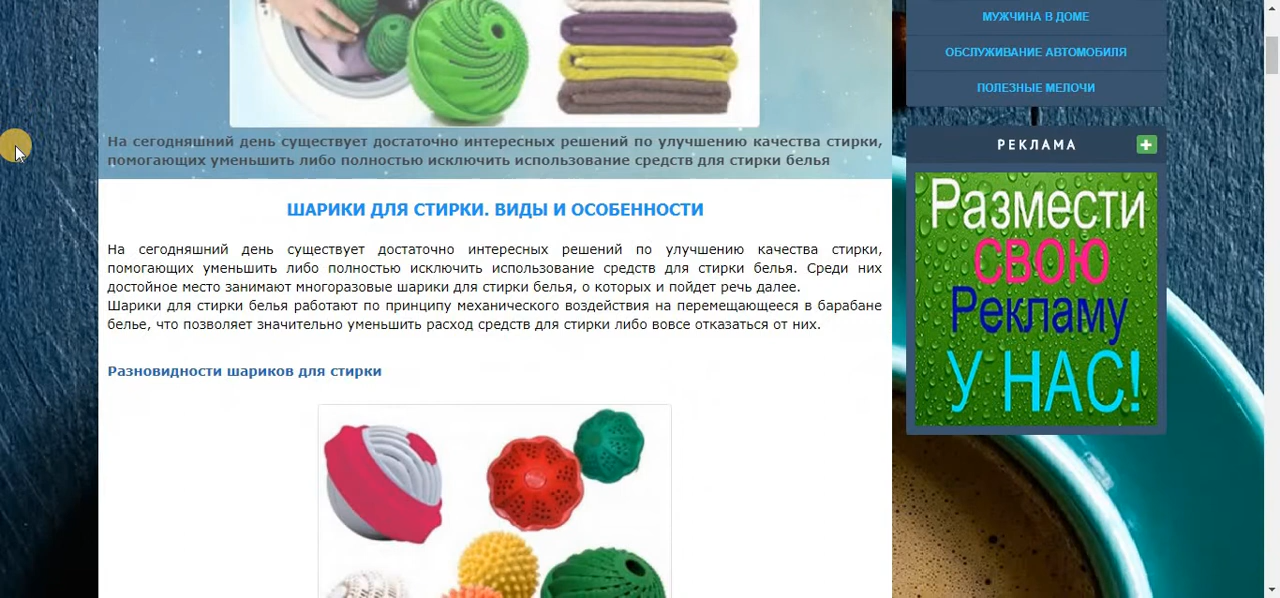 На сегодняшний день существует достаточно интересных решений по улучшению качества стирки,
помогающих уменьшить либо полностью исключить использование средств для стирки белья
ШАРИКИ ДЛЯ СТИРКИ. ВИДЫ И ОСОБЕННОСТИ
На сегодняшний день существует достаточно интересных решений по улучшению качества стирки,
помогающих уменьшить либо полностью исключить использование средств для стирки белья. Среди них
достойное место занимают многоразовые шарики для стирки белья, о которых и пойдет речь далее.
Шарики для стирки белья работают по принципу механического воздействия на перемещающееся в барабане
белье, что позволяет значительно уменьшить расход средств для стирки либо вовсе отказаться от них.
Разновидности шариков для стирки
МУЖЧИНА В ДОМЕ
ОБСЛУЖИВАНИЕ АВТОМОБИЛЯ
ПОЛЕЗНЫЕ МЕЛОЧИ
РЕКЛАМА
Размести
СВОЮ
Рекламу
У НАС!